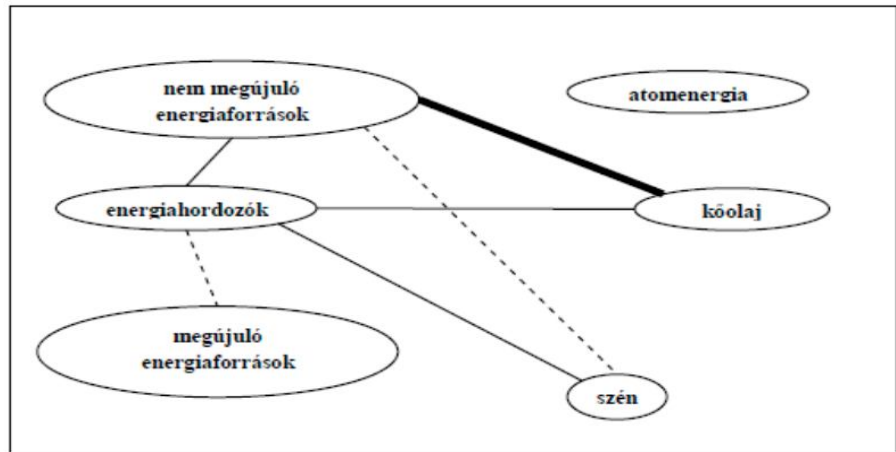 nem megújuló
energiaforrások
atomenergia
energiahordozók
kőolaj
megújuló
energiaforrások
szén